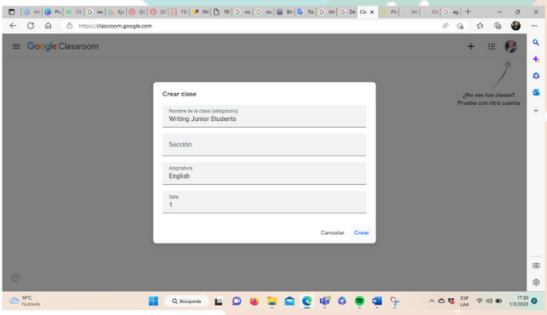 https://classroom.google.com
Google Classroom
¿No ves tus clases?
Prueba con otra cuenta
Crear clase
Nombre de la clase (obligatorio)
Writing Junior Students
Sección
Asignatura
English
Sala
1
Cancelar Crear
19°C
Nublado
Búsqueda
ESP
LAA
17:30
1/3/2023